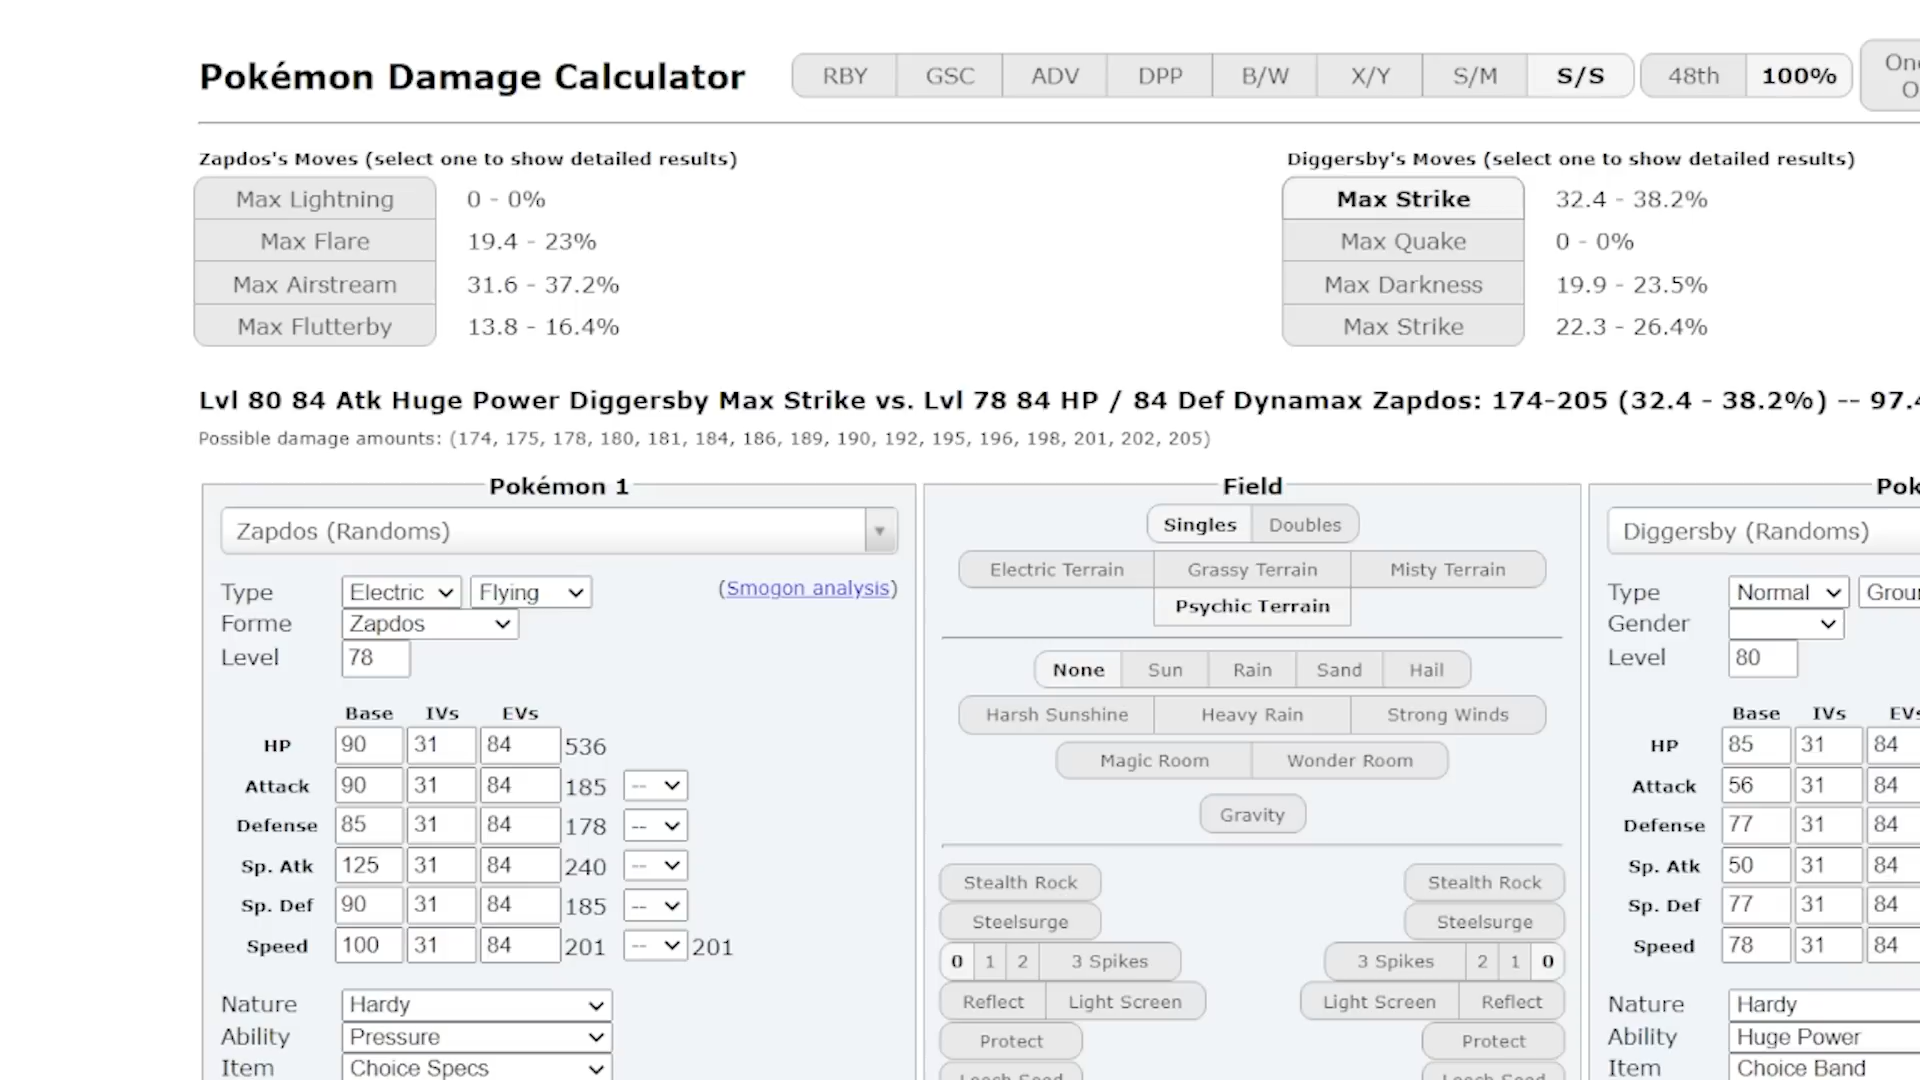 Pokémon Damage Calculator RBY GSC ADV DPP B/W X/Y S/M S/S 48th 100%
Zapdos's Moves (select one to show detailed results)
Max Lightning 0 - 0%
Max Flare 19.4 - 23%
Max Airstream 31.6 - 37.2%
Max Flutterby 13.8 - 16.4%
Diggersby's Moves (select one to show detailed results)
Max Strike 32.4 - 38.2%
Max Quake 0 - 0%
Max Darkness 19.9 - 23.5%
Max Strike 22.3 - 26.4%
Lvl 80 84 Atk Huge Power Diggersby Max Strike vs. Lvl 78 84 HP / 84 Def Dynamax Zapdos: 174-205 (32.4 - 38.2%) -- 97.4
Possible damage amounts: (174, 175, 178, 180, 181, 184, 186, 189, 190, 192, 195, 196, 198, 201, 202, 205)
Pokémon 1
Zapdos (Randoms)
Type Electric Flying (Smogon analysis)
Forme Zapdos
Level 78
Base IVs EVs
HP 90 31 84 536
Attack 90 31 84 185 --
Defense 85 31 84 178 --
Sp. Atk 125 31 84 240 --
Sp. Def 90 31 84 185 --
Speed 100 31 84 201 -- 201
Nature Hardy
Ability Pressure
Item Choice Specs
Field
Singles Doubles
Electric Terrain Grassy Terrain Misty Terrain
Psychic Terrain
None Sun Rain Sand Hail
Harsh Sunshine Heavy Rain Strong Winds
Magic Room Wonder Room
Gravity
Stealth Rock Stealth Rock
Steelsurge Steelsurge
0 1 2 3 Spikes 3 Spikes 2 1 0
Reflect Light Screen Light Screen Reflect
Protect Protect
Leech Seed Leech Seed
Diggersby (Randoms)
Type Normal
Gender
Level 80
Base IVs
HP 85 31 84
Attack 56 31 84
Defense 77 31 84
Sp. Atk 50 31 84
Sp. Def 77 31 84
Speed 78 31 84
Nature Hardy
Ability Huge Power
Item Choice Band